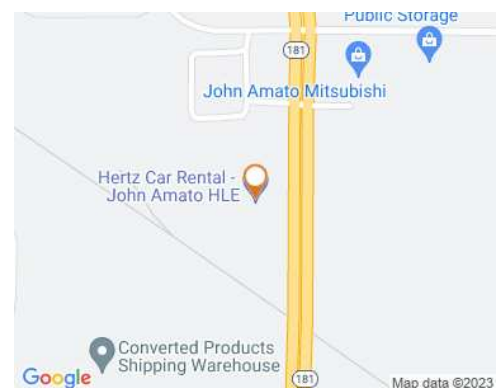 Public Storage
181
John Amato Mitsubishi
Hertz Car Rental -
John Amato HLE
Converted Products
Shipping Warehouse
181
Google
Map data ©2023